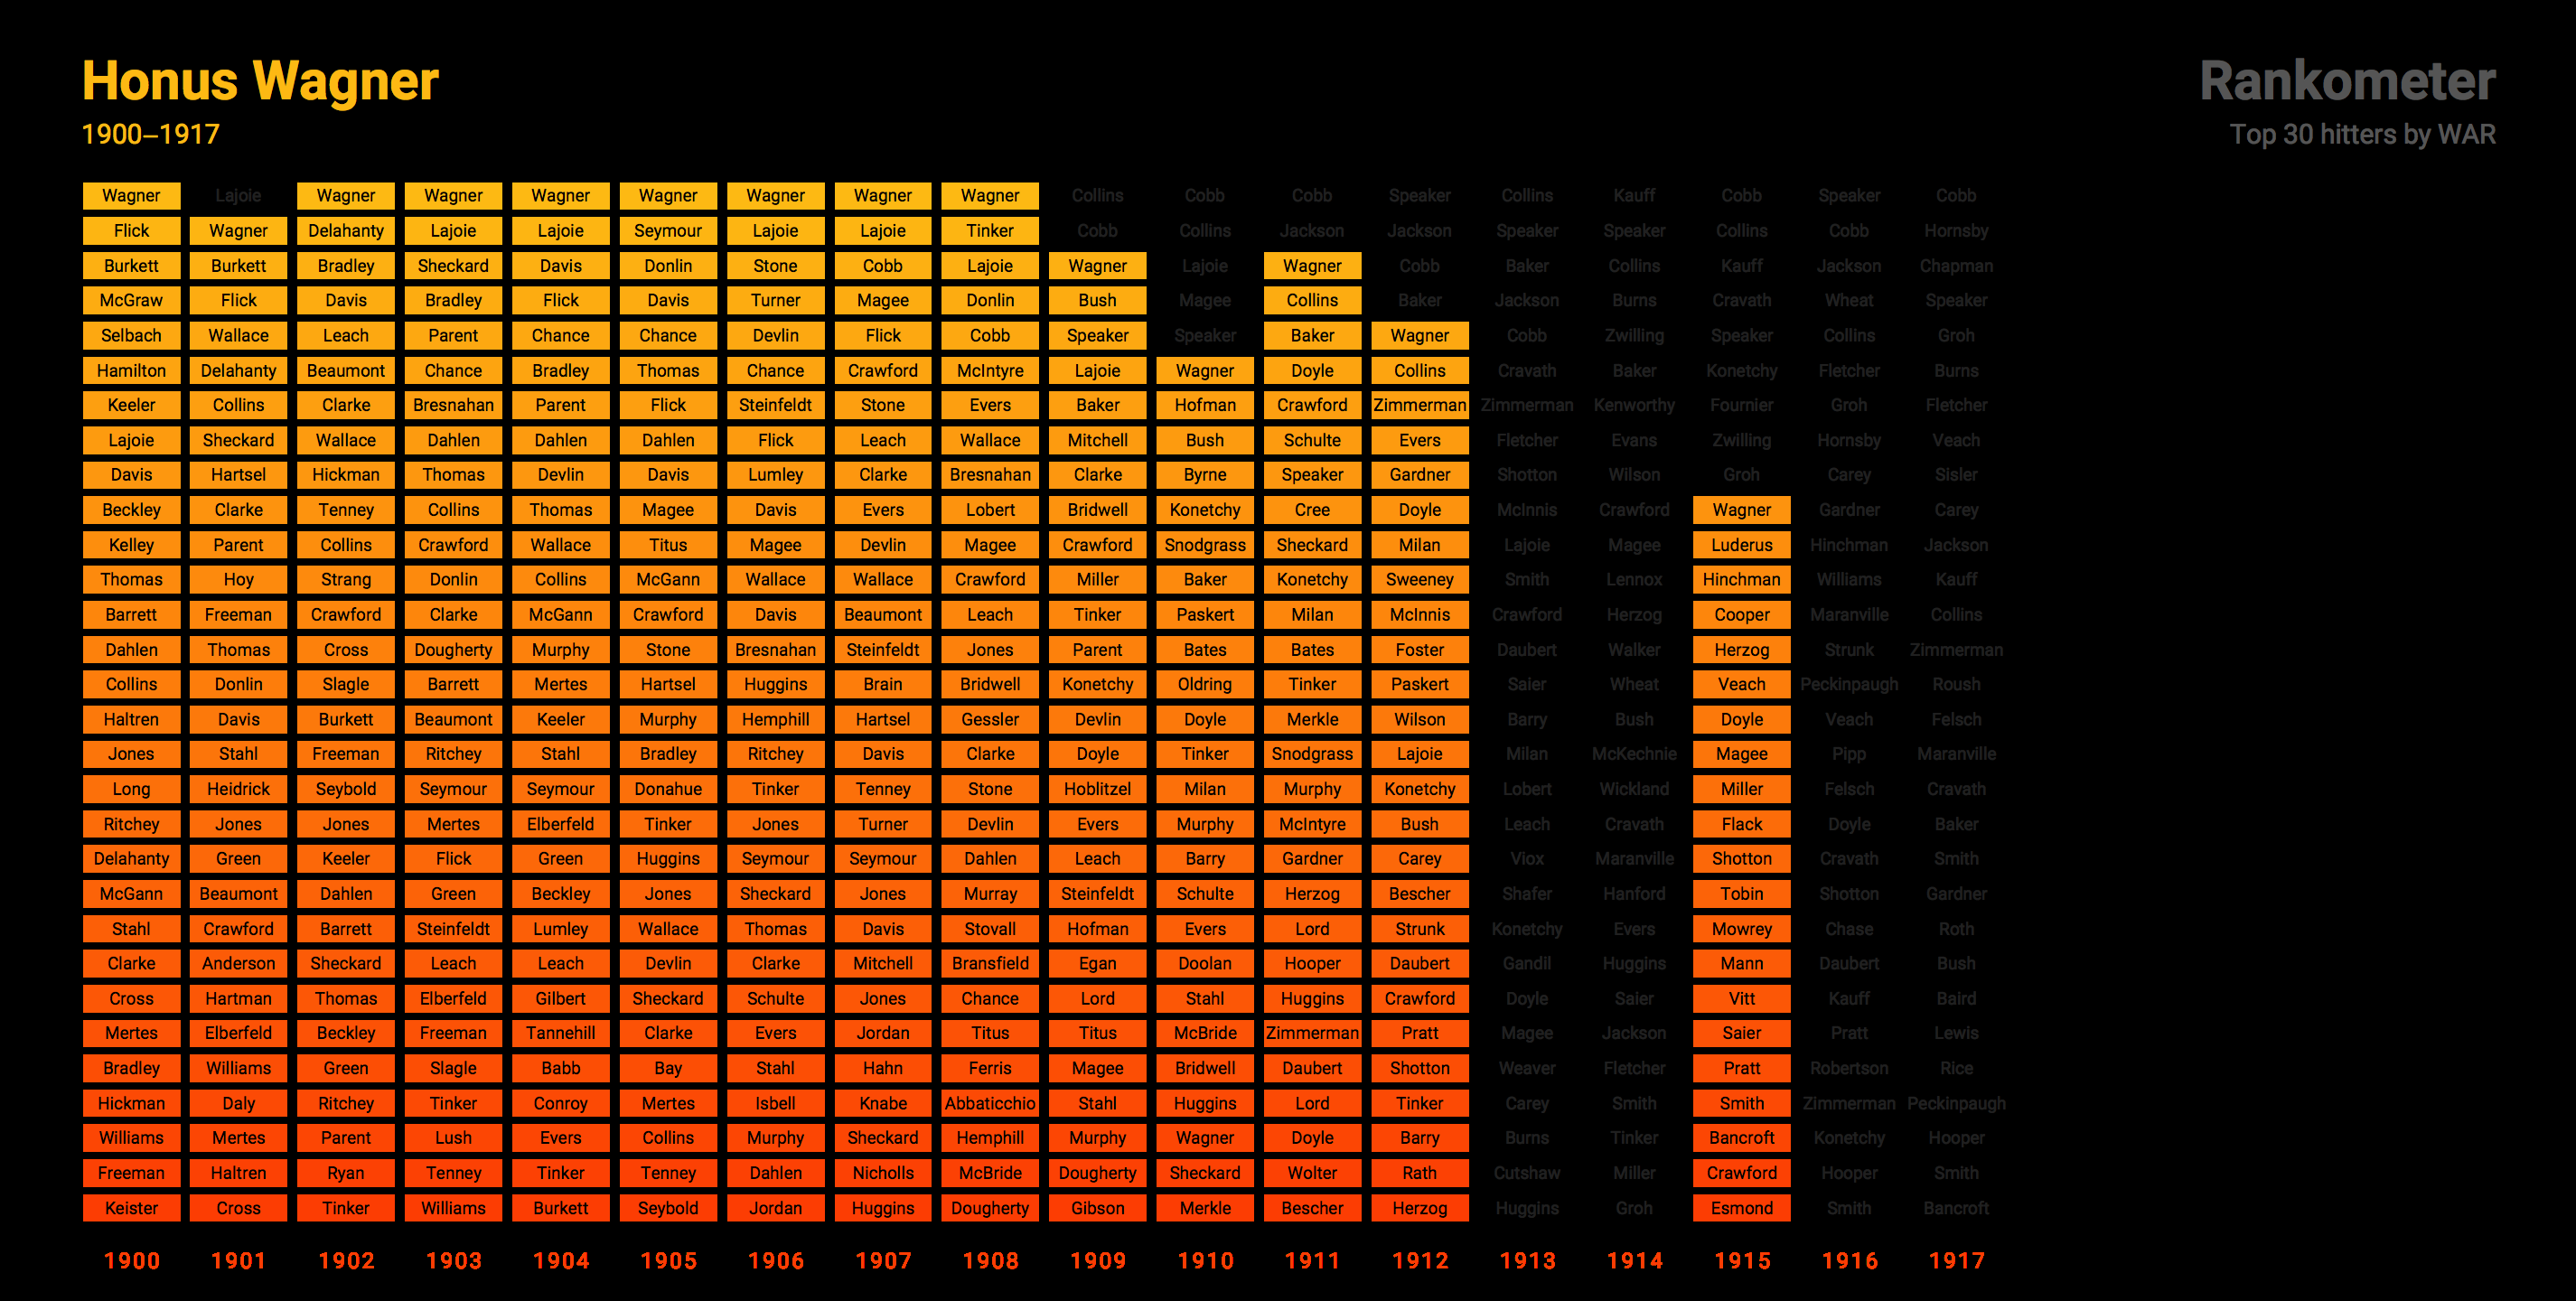 Honus Wagner
Rankometer
1900–1917
Top 30 hitters by WAR
Wagner Lajoie Wagner Wagner Wagner Wagner Wagner Wagner Wagner Collins Cobb Cobb Speaker Collins Kauff Cobb Speaker Cobb
Flick Wagner Delahanty Lajoie Lajoie Seymour Lajoie Lajoie Tinker Cobb Collins Jackson Jackson Speaker Speaker Collins Cobb Hornsby
Burkett Burkett Bradley Sheckard Davis Donlin Stone Cobb Lajoie Wagner Lajoie Wagner Cobb Baker Collins Kauff Jackson Chapman
McGraw Flick Davis Bradley Flick Davis Turner Magee Donlin Bush Magee Collins Baker Jackson Burns Cravath Wheat Speaker
Selbach Wallace Leach Parent Chance Chance Devlin Flick Cobb Speaker Speaker Baker Wagner Cobb Zwilling Speaker Collins Groh
Hamilton Delahanty Beaumont Chance Bradley Thomas Chance Crawford McIntyre Lajoie Wagner Doyle Collins Cravath Baker Konetchy Fletcher Burns
Keeler Collins Clarke Bresnahan Parent Flick Steinfeldt Stone Evers Baker Hofman Crawford Zimmerman Zimmerman Kenworthy Fournier Groh Fletcher
Lajoie Sheckard Wallace Dahlen Dahlen Dahlen Flick Leach Wallace Mitchell Bush Schulte Evers Fletcher Evans Zwilling Hornsby Veach
Davis Hartsel Hickman Thomas Devlin Davis Lumley Clarke Bresnahan Clarke Byrne Speaker Gardner Shotton Wilson Groh Carey Sisler
Beckley Clarke Tenney Collins Thomas Magee Davis Evers Lobert Bridwell Konetchy Cree Doyle McInnis Crawford Wagner Gardner Carey
Kelley Parent Collins Crawford Wallace Titus Magee Devlin Magee Crawford Snodgrass Sheckard Milan Lajoie Magee Luderus Hinchman Jackson
Thomas Hoy Strang Donlin Collins McGann Wallace Wallace Crawford Miller Baker Konetchy Sweeney Smith Lennox Hinchman Williams Kauff
Barrett Freeman Crawford Clarke McGann Crawford Davis Beaumont Leach Tinker Paskert Milan McInnis Crawford Herzog Cooper Maranville Collins
Dahlen Thomas Cross Dougherty Murphy Stone Bresnahan Steinfeldt Jones Parent Bates Bates Foster Daubert Walker Herzog Strunk Zimmerman
Collins Donlin Slagle Barrett Mertes Hartsel Huggins Brain Bridwell Konetchy Oldring Tinker Paskert Saier Wheat Veach Peckinpaugh Roush
Haltren Davis Burkett Beaumont Keeler Murphy Hemphill Hartsel Gessler Devlin Doyle Merkle Wilson Barry Bush Doyle Veach Felsch
Jones Stahl Freeman Ritchey Stahl Bradley Ritchey Davis Clarke Doyle Tinker Snodgrass Lajoie Milan McKechnie Magee Pipp Maranville
Long Heidrick Seybold Seymour Seymour Donahue Tinker Tenney Stone Hoblitzel Milan Murphy Konetchy Lobert Wickland Miller Felsch Cravath
Ritchey Jones Jones Mertes Elberfeld Tinker Jones Turner Devlin Evers Murphy McIntyre Bush Leach Cravath Flack Doyle Baker
Delahanty Green Keeler Flick Green Huggins Seymour Seymour Dahlen Leach Barry Gardner Carey Viox Maranville Shotton Cravath Smith
McGann Beaumont Dahlen Green Beckley Jones Sheckard Jones Murray Steinfeldt Schulte Herzog Bescher Shafer Hanford Tobin Shotton Gardner
Stahl Crawford Barrett Steinfeldt Lumley Wallace Thomas Davis Stovall Hofman Evers Lord Strunk Konetchy Evers Mowrey Chase Roth
Clarke Anderson Sheckard Leach Leach Devlin Clarke Mitchell Bransfield Egan Doolan Hooper Daubert Gandil Huggins Mann Daubert Bush
Cross Hartman Thomas Elberfeld Gilbert Sheckard Schulte Jones Chance Lord Stahl Huggins Crawford Doyle Saier Vitt Kauff Baird
Mertes Elberfeld Beckley Freeman Tannehill Clarke Evers Jordan Titus Titus McBride Zimmerman Pratt Magee Jackson Saier Pratt Lewis
Bradley Williams Green Slagle Babb Bay Stahl Hahn Ferris Magee Bridwell Daubert Shotton Weaver Fletcher Pratt Robertson Rice
Hickman Daly Ritchey Tinker Conroy Mertes Isbell Knabe Abbaticchio Stahl Huggins Lord Tinker Carey Smith Smith Zimmerman Peckinpaugh
Williams Mertes Parent Lush Evers Collins Murphy Sheckard Hemphill Murphy Wagner Doyle Barry Burns Tinker Bancroft Konetchy Hooper
Freeman Haltren Ryan Tenney Tinker Tenney Dahlen Nicholls McBride Dougherty Sheckard Wolter Rath Cutshaw Miller Crawford Hooper Smith
Keister Cross Tinker Williams Burkett Seybold Jordan Huggins Dougherty Gibson Merkle Bescher Herzog Huggins Groh Esmond Smith Bancroft
1900 1901 1902 1903 1904 1905 1906 1907 1908 1909 1910 1911 1912 1913 1914 1915 1916 1917